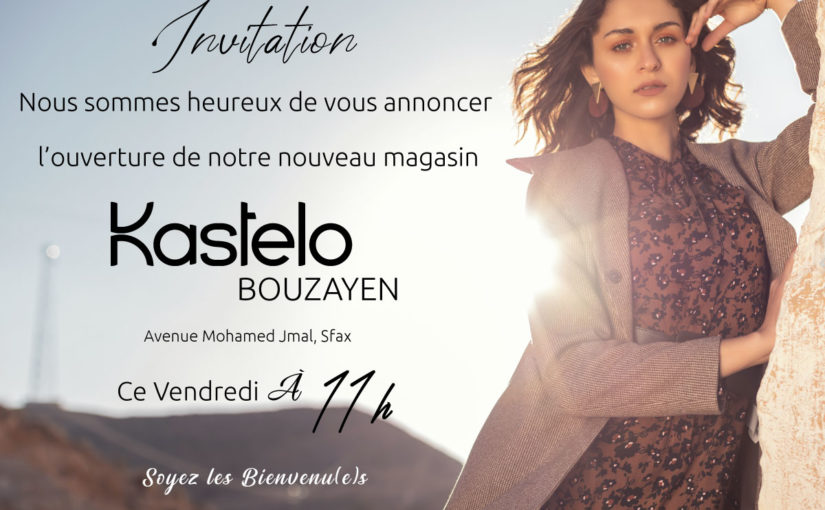 Invitation
Nous sommes heureux de vous annoncer
l’ouverture de notre nouveau magasin
Kastelo
BOUZAYEN
Avenue Mohamed Jmal, Sfax
Ce Vendredi À 11h
Soyez les Bienvenu(e)s